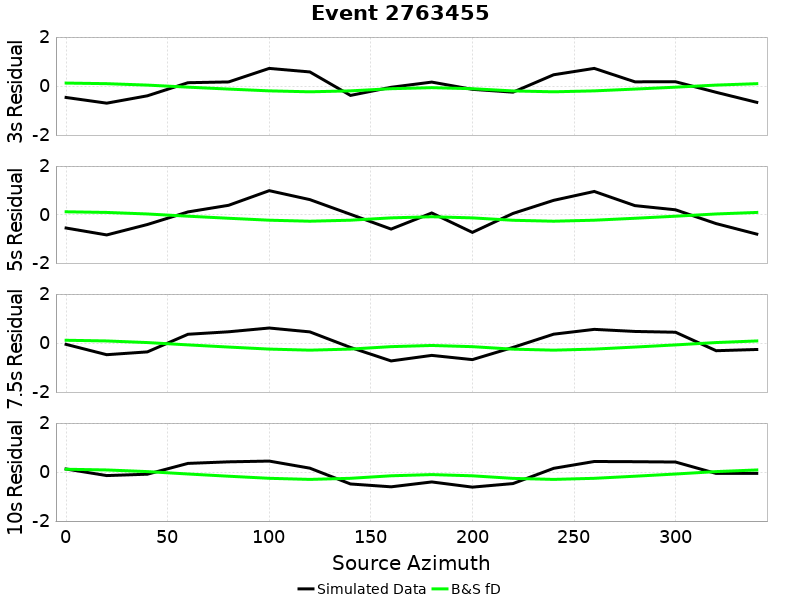 Event 2763455
3s Residual
2
0
-2
5s Residual
2
0
-2
7.5s Residual
2
0
-2
10s Residual
2
0
-2
0 50 100 150 200 250 300
Source Azimuth
Simulated Data B&S fD